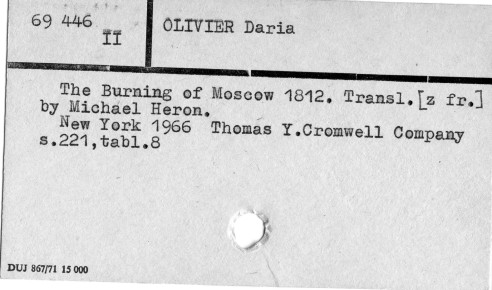 69 446
II
OLIVIER Daria
The Burning of Moscow 1812. Transl.[z fr.]
by Michael Heron.
New York 1966 Thomas Y.Cromwell Company
s.221,tabl.8
DUJ 867/71 15 000